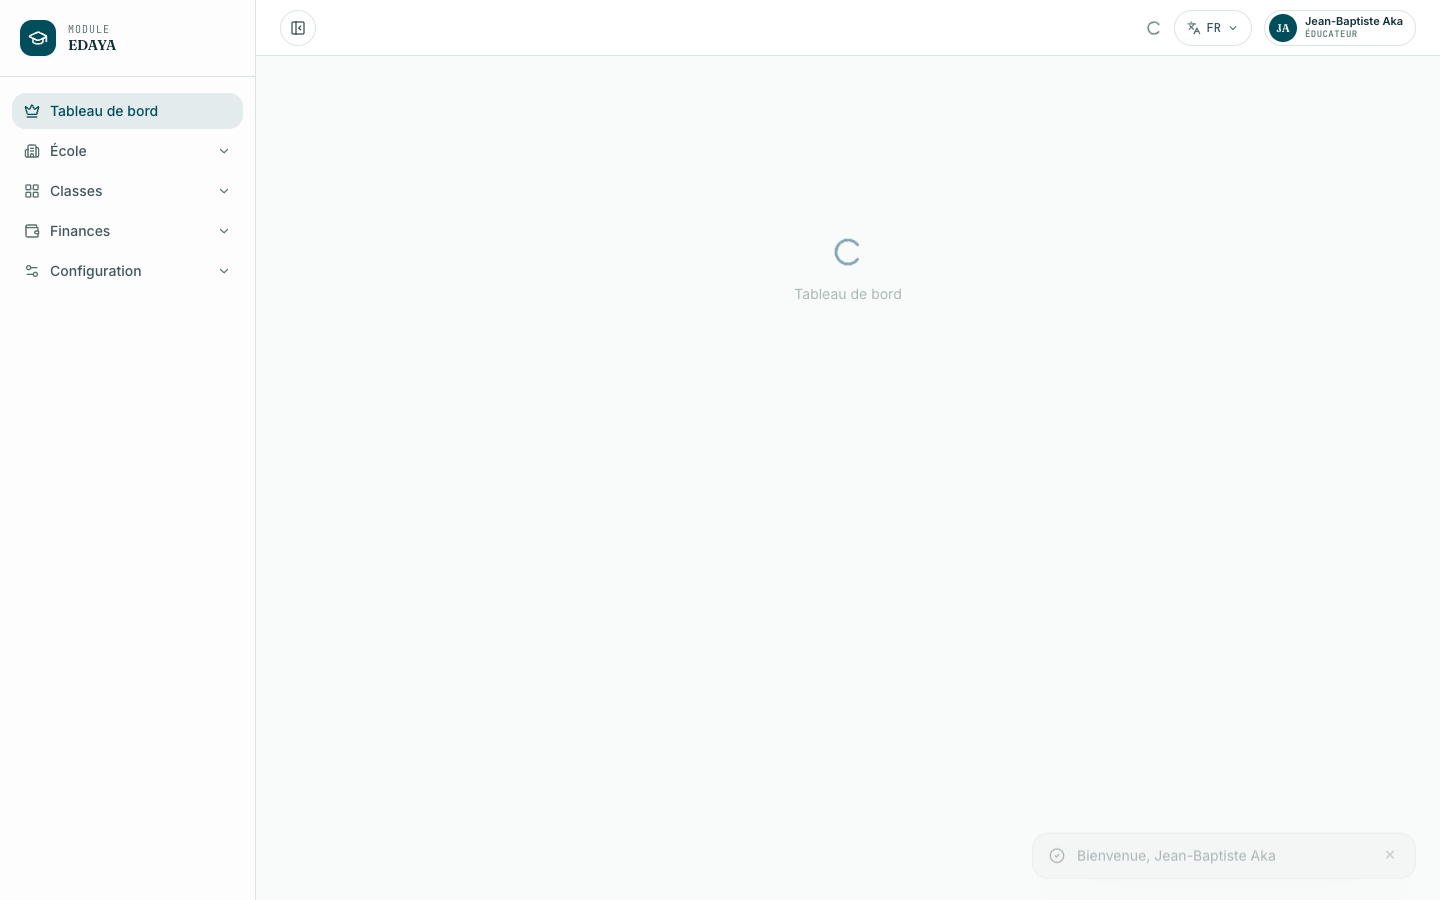 MODULE
EDAYA
Tableau de bord
École
Classes
Finances
Configuration
FR
JA
Jean-Baptiste Aka
ÉDUCATEUR
Tableau de bord
Bienvenue, Jean-Baptiste Aka